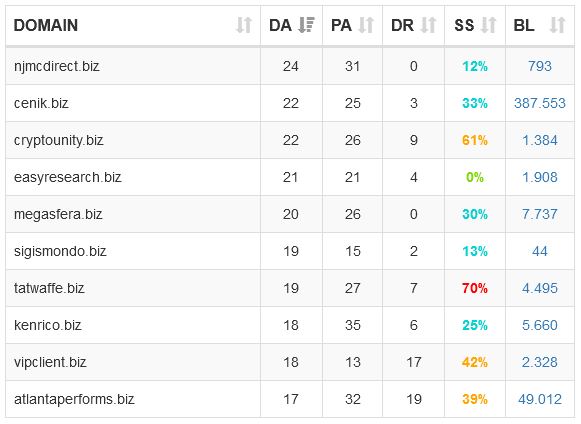 DOMAIN DA PA DR SS BL
njmcdirect.biz 24 31 0 12% 793
cenik.biz 22 25 3 33% 387.553
cryptounity.biz 22 26 9 61% 1.384
easyresearch.biz 21 21 4 0% 1.908
megasfera.biz 20 26 0 30% 7.737
sigismondo.biz 19 15 2 13% 44
tatwaffe.biz 19 27 7 70% 4.495
kenrico.biz 18 35 6 25% 5.660
vipclient.biz 18 13 17 42% 2.328
atlantaperforms.biz 17 32 19 39% 49.012